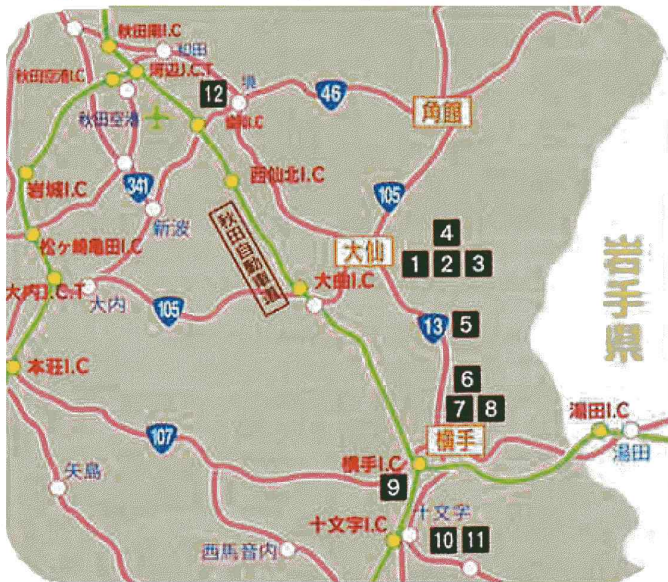 秋田南I.C
和田
秋田空港I.C
河辺J.C.T
境
12
46
秋田空港
協和I.C
角館
岩城I.C
341
西仙北I.C
105
新波
松ヶ崎亀田I.C
秋田自動車道
大仙
4
1 2 3
岩手県
大内J.C.T
大内
大曲I.C
105
13
5
本荘I.C
6
7 8
湯田I.C
107
横手
湯田
矢島
横手I.C
9
十文字
十文字I.C
西馬音内
10 11